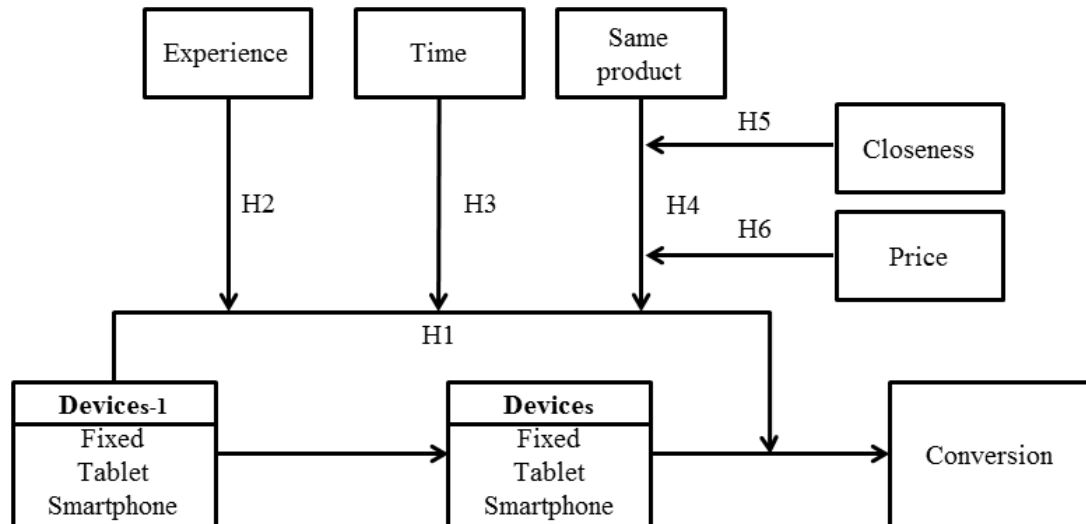 Experience
Time
Same
product
H5
Closeness
H2
H3
H4
H6
Price
H1
Devices-1
Fixed
Tablet
Smartphone
Devices
Fixed
Tablet
Smartphone
Conversion